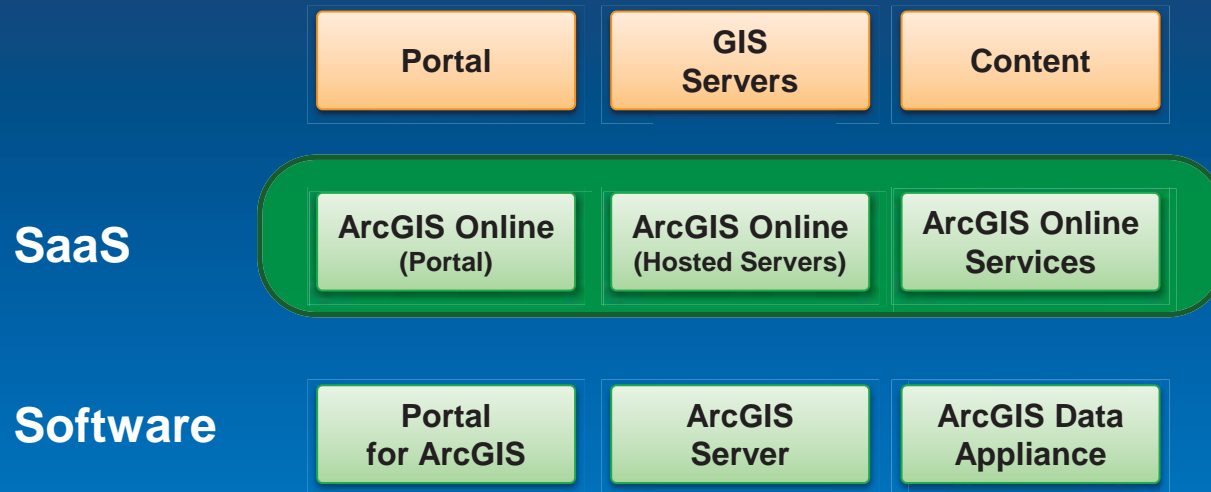 Portal
GIS
Servers
Content
SaaS
ArcGIS Online
(Portal)
ArcGIS Online
(Hosted Servers)
ArcGIS Online
Services
Software
Portal
for ArcGIS
ArcGIS
Server
ArcGIS Data
Appliance